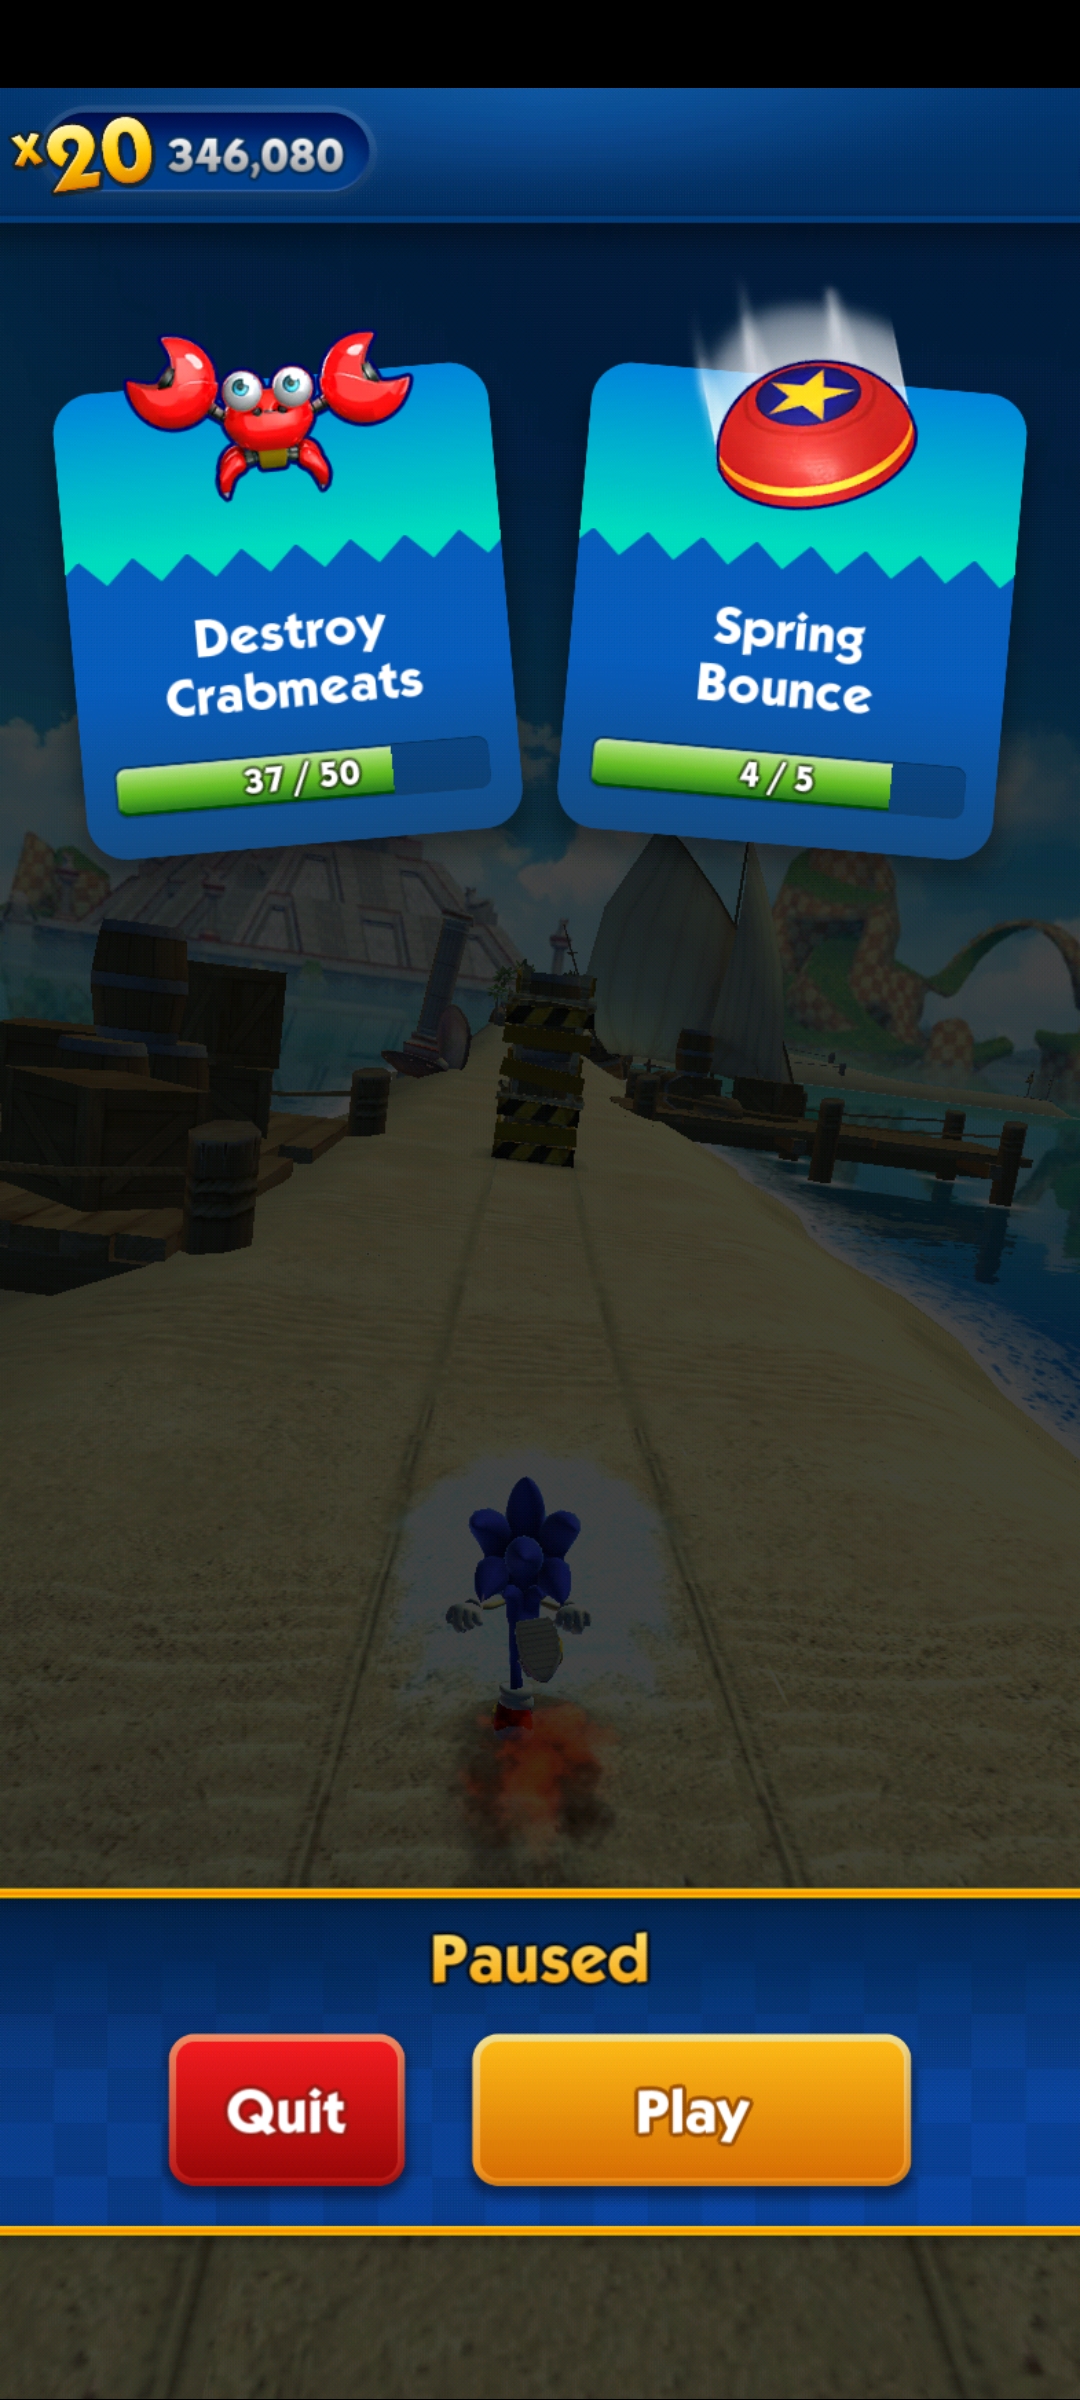 x20 346,080
Destroy
Crabmeats
37 / 50
Spring
Bounce
4 / 5
Paused
Quit
Play